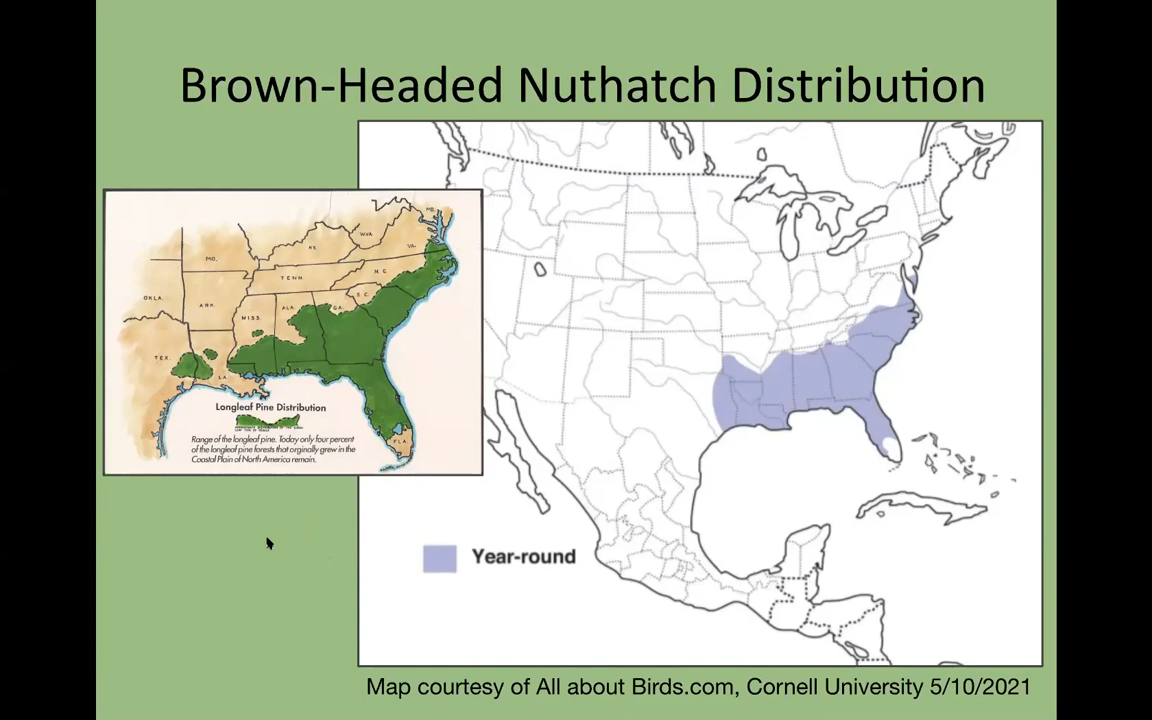 Brown-Headed Nuthatch Distribution
MD.
W.VA.
VA.
KY.
MO.
TENN.
N.C.
OKLA.
ARK.
S.C.
MISS.
ALA.
GA.
TEX.
LA.
FLA.
Longleaf Pine Distribution
Range of the longleaf pine. Today only four percent
of the longleaf pine forests that orginally grew in the
Coastal Plain of North America remain.
Year-round
Map courtesy of All about Birds.com, Cornell University 5/10/2021